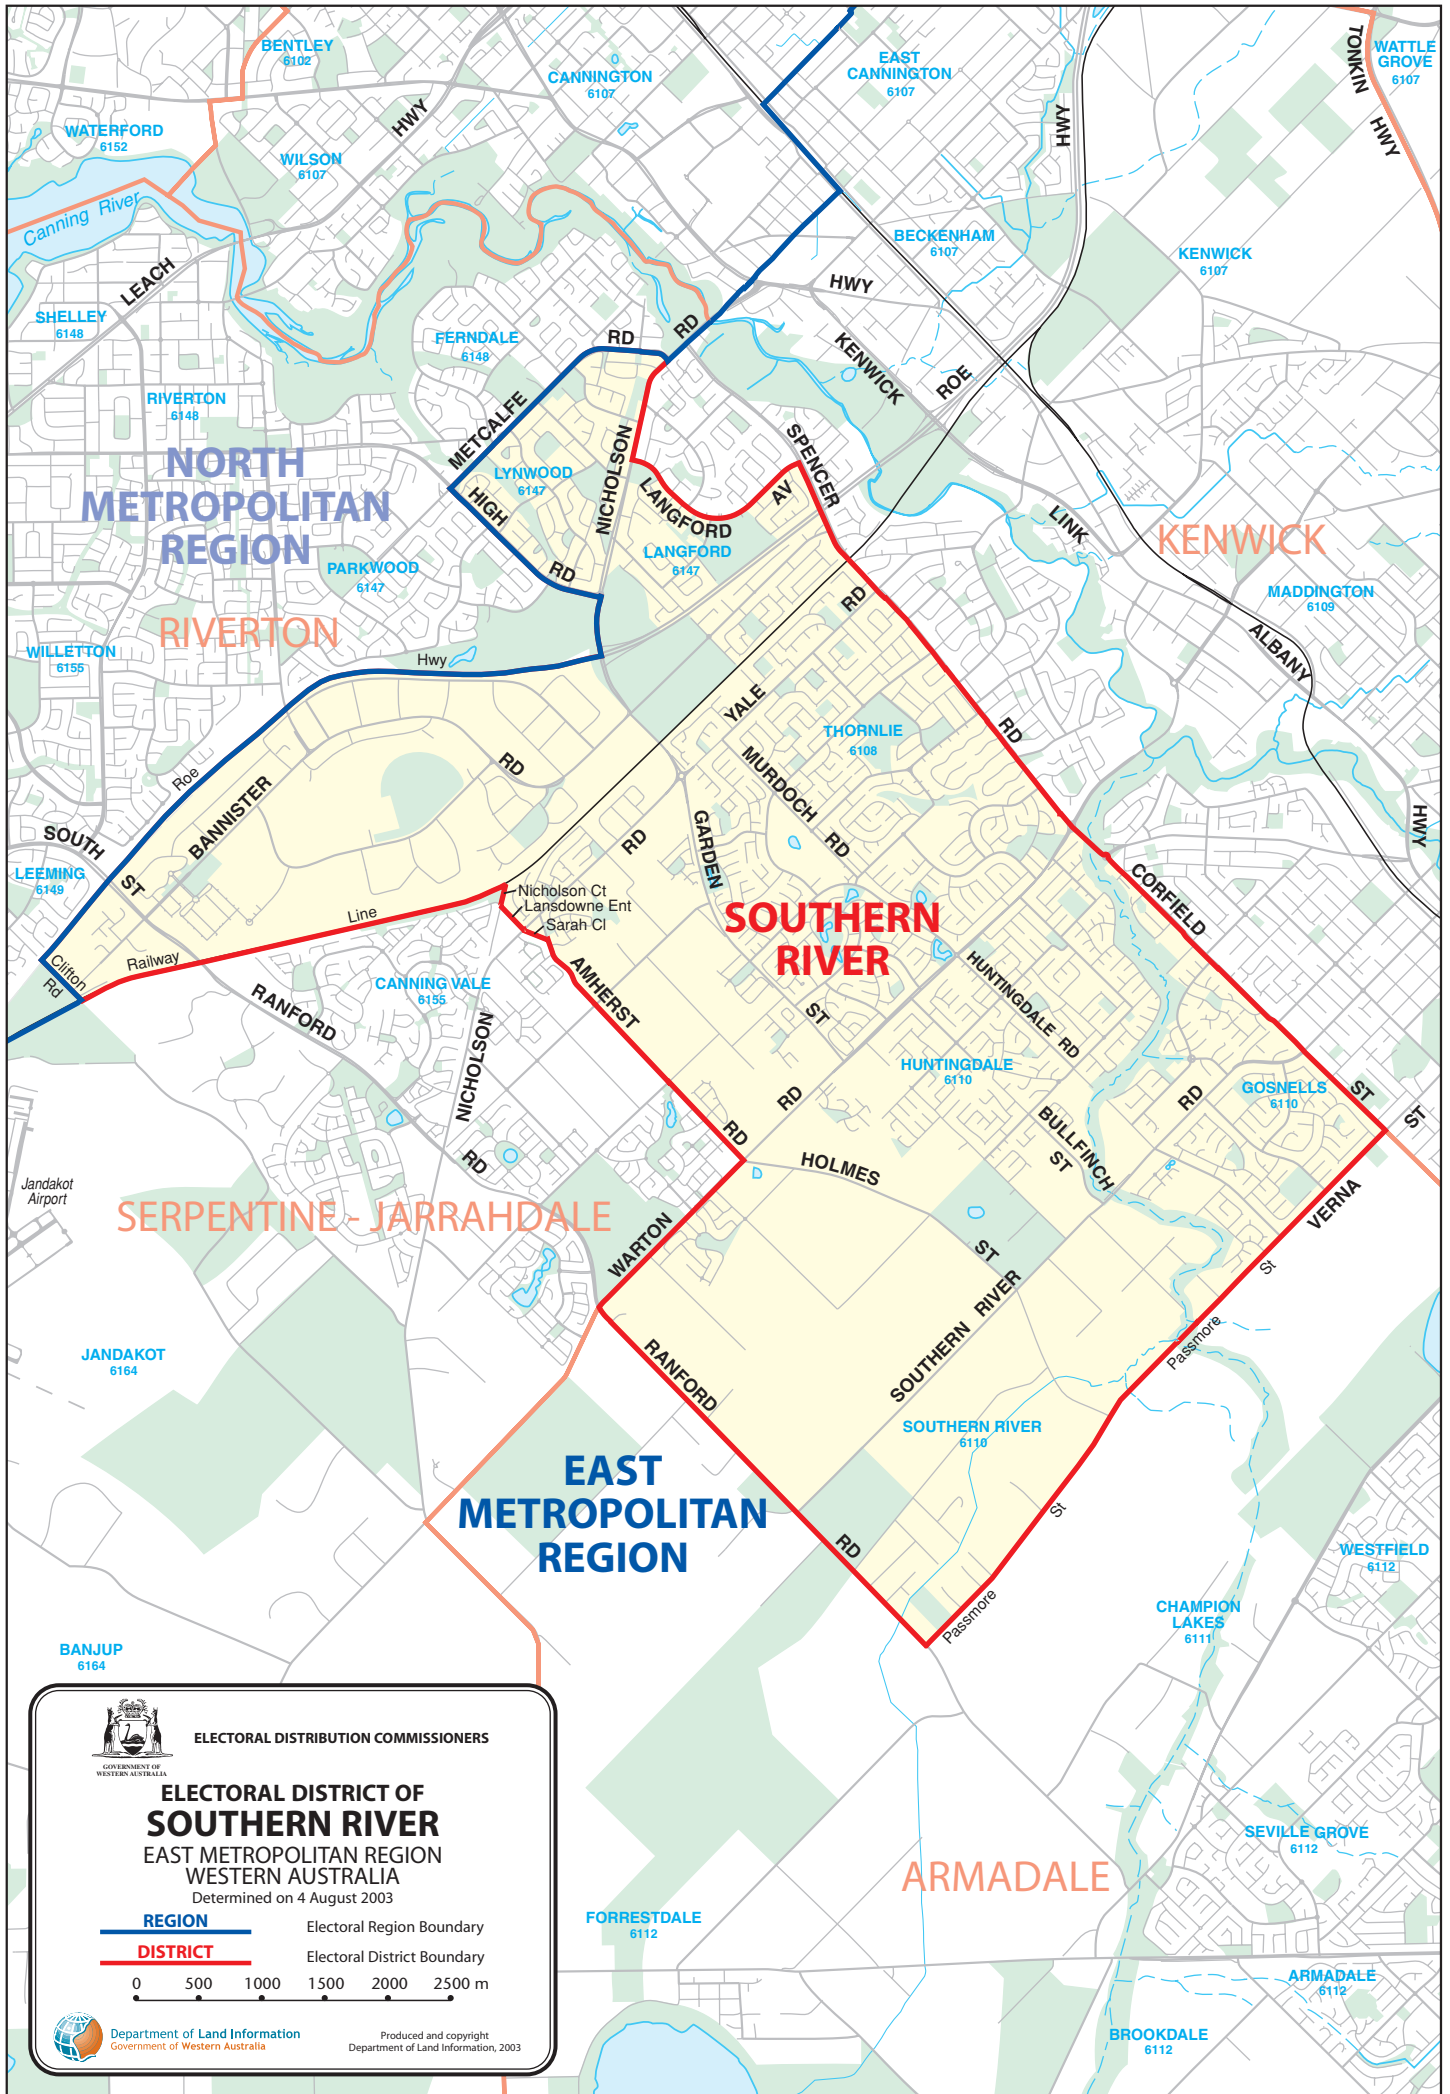 BENTLEY
6102
CANNINGTON
6107
EAST
CANNINGTON
6107
TONKIN
HWY
WATTLE
GROVE
6107
WATERFORD
6152
HWY
WILSON
6107
HWY
Canning River
BECKENHAM
6107
KENWICK
6107
LEACH
HWY
SHELLEY
6148
FERNDALE
6148
RD
RD
KENWICK
ROE
RIVERTON
6148
METCALFE
NORTH
METROPOLITAN
REGION
LYNWOOD
6147
NICHOLSON
SPENCER
HIGH
LANGFORD
AV
LINK
KENWICK
LANGFORD
6147
PARKWOOD
6147
RD
RD
MADDINGTON
6109
RIVERTON
ALBANY
WILLETTON
6155
Hwy
YALE
THORNLIE
6108
RD
Roe
RD
MURDOCH
RD
BANNISTER
GARDEN
RD
HWY
SOUTH
ST
LEEMING
6149
CORFIELD
Nicholson Ct
Lansdowne Ent
Sarah Cl
Line
SOUTHERN
RIVER
Railway
Clifton
Rd
CANNING VALE
6155
AMHERST
RANFORD
HUNTINGDALE RD
ST
NICHOLSON
HUNTINGDALE
6110
RD
RD
GOSNELLS
6110
ST
ST
RD
BULLFINCH
ST
RD
HOLMES
Jandakot
Airport
SERPENTINE - JARRAHDALE
VERNA
WARTON
ST
St
SOUTHERN RIVER
Passmore
JANDAKOT
6164
RANFORD
SOUTHERN RIVER
6110
EAST
METROPOLITAN
REGION
St
RD
WESTFIELD
6112
Passmore
CHAMPION
LAKES
6111
BANJUP
6164
SEVILLE GROVE
6112
ARMADALE
FORRESTDALE
6112
ARMADALE
6112
BROOKDALE
6112
GOVERNMENT OF
WESTERN AUSTRALIA
ELECTORAL DISTRIBUTION COMMISSIONERS
ELECTORAL DISTRICT OF
SOUTHERN RIVER
EAST METROPOLITAN REGION
WESTERN AUSTRALIA
Determined on 4 August 2003
REGION Electoral Region Boundary
DISTRICT Electoral District Boundary
0 500 1000 1500 2000 2500 m
Department of Land Information
Government of Western Australia
Produced and copyright
Department of Land Information, 2003